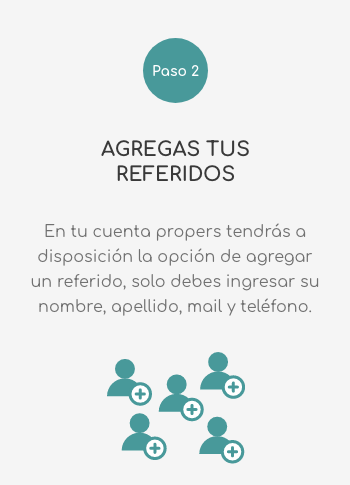 Paso 2
AGREGAS TUS
REFERIDOS
En tu cuenta propers tendrás a
disposición la opción de agregar
un referido, solo debes ingresar su
nombre, apellido, mail y teléfono.